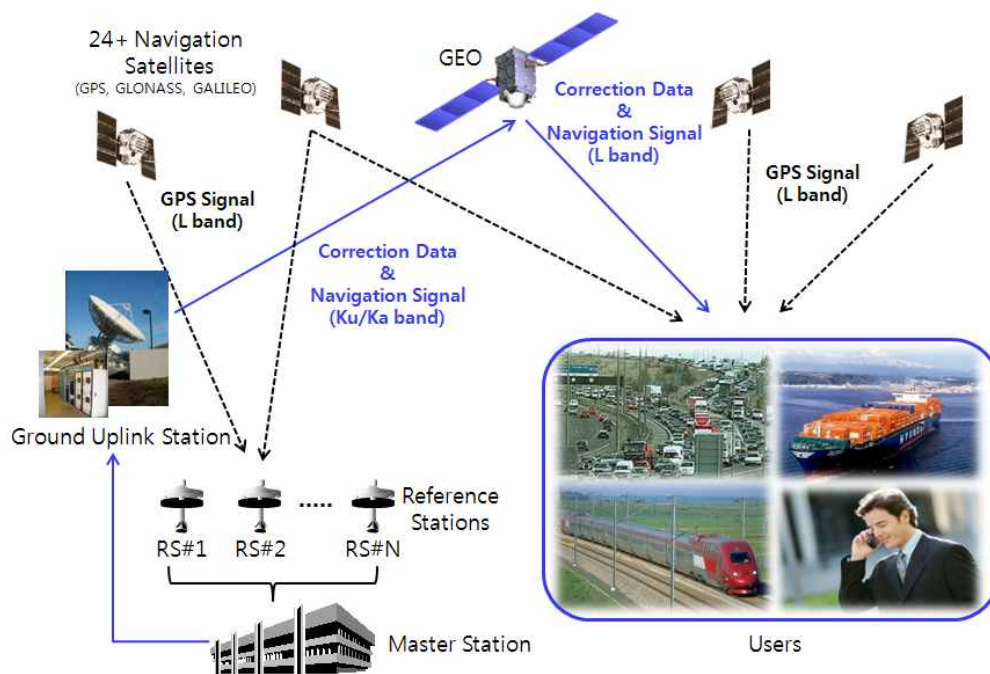 24+ Navigation
Satellites
(GPS, GLONASS, GALILEO)
GEO
Correction Data
&
Navigation Signal
(L band)
GPS Signal
(L band)
GPS Signal
(L band)
Correction Data
&
Navigation Signal
(Ku/Ka band)
Ground Uplink Station
Reference
Stations
RS#1
RS#2
.....
RS#N
Master Station
HYUNDAI
Users